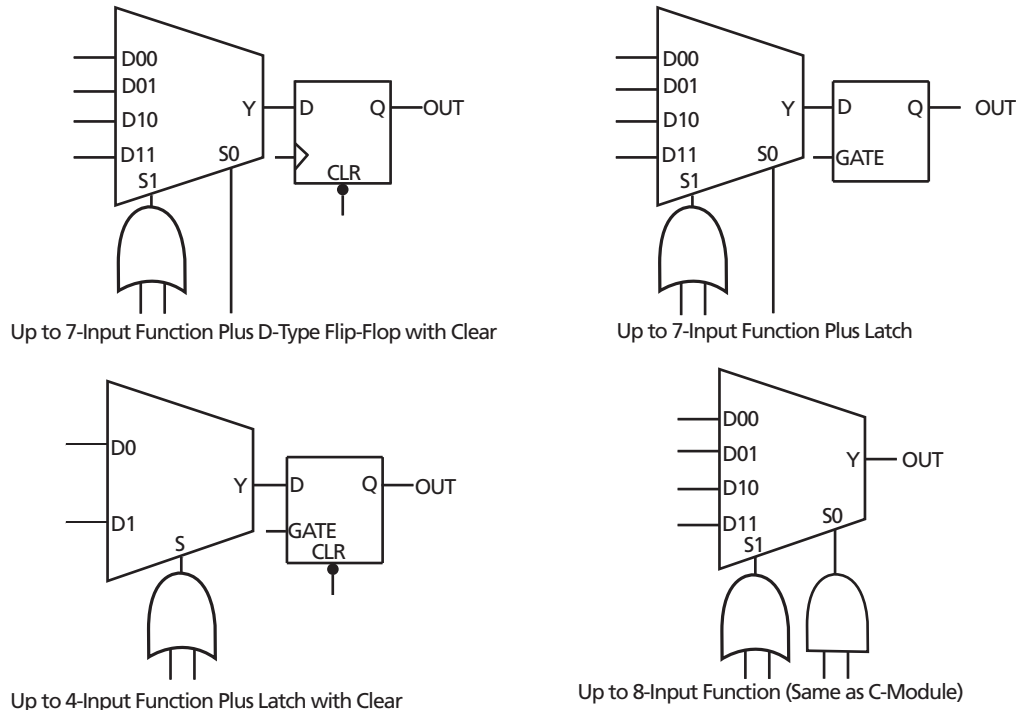 D00
D01
D10
D11
S1
S0
Y
D
Q
CLR
OUT
Up to 7-Input Function Plus D-Type Flip-Flop with Clear
D00
D01
D10
D11
S1
S0
Y
D
Q
GATE
OUT
Up to 7-Input Function Plus Latch
D0
D1
S
Y
D
Q
GATE
CLR
OUT
Up to 4-Input Function Plus Latch with Clear
D00
D01
D10
D11
S1
S0
Y
OUT
Up to 8-Input Function (Same as C-Module)